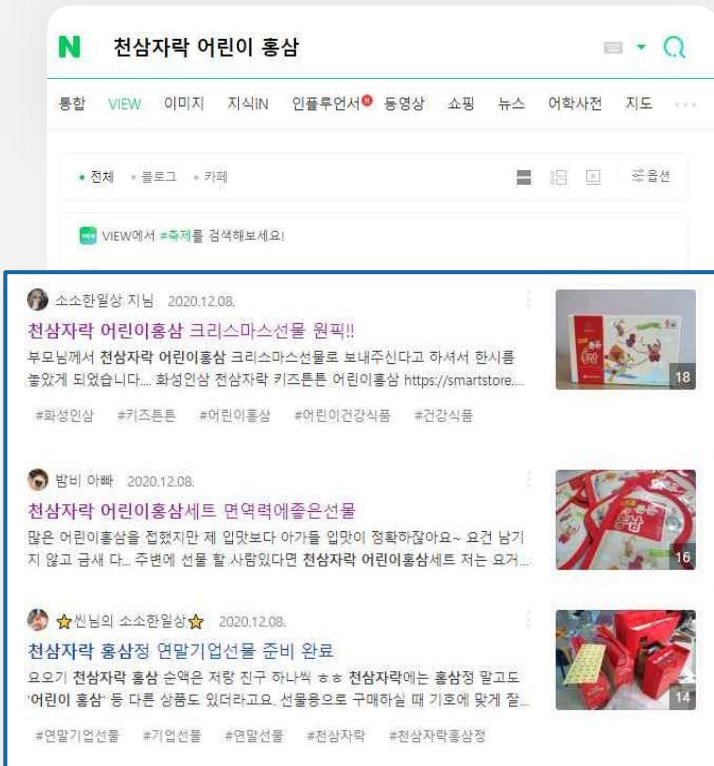 N 천삼자락 어린이 홍삼
통합 VIEW 이미지 지식iN 인플루언서 N 동영상 쇼핑 뉴스 어학사전 지도
전체 블로그 카페 옵션
VIEW VIEW에서 #축제를 검색해보세요!
소소한일상 지님 2020.12.08.
천삼자락 어린이홍삼 크리스마스선물 원픽!!
부모님께서 천삼자락 어린이홍삼 크리스마스선물로 보내주신다고 하셔서 한시름
놓았게 되었습니다.... 화성인삼 천삼자락 키즈튼튼 어린이홍삼 https://smartstore....
18
#화성인삼 #키즈튼튼 #어린이홍삼 #어린이건강식품 #건강식품
밤비 아빠 2020.12.08.
천삼자락 어린이홍삼세트 면역력에좋은선물
많은 어린이홍삼을 접했지만 제 입맛보다 아가들 입맛이 정확하잖아요~ 요건 남기
지 않고 금새 다... 주변에 선물 할 사람있다면 천삼자락 어린이홍삼세트 저는 요거...
16
☆씬님의 소소한일상☆ 2020.12.08.
천삼자락 홍삼정 연말기업선물 준비 완료
요오기 천삼자락 홍삼 순액은 저랑 진구 하나씩 ㅎㅎ 천삼자락에는 홍삼정 말고도
'어린이 홍삼' 등 다른 상품도 있더라고요. 선물용으로 구매하실 때 기호에 맞게 잘...
14
#연말기업선물 #기업선물 #연말선물 #천삼자락 #천삼자락홍삼정